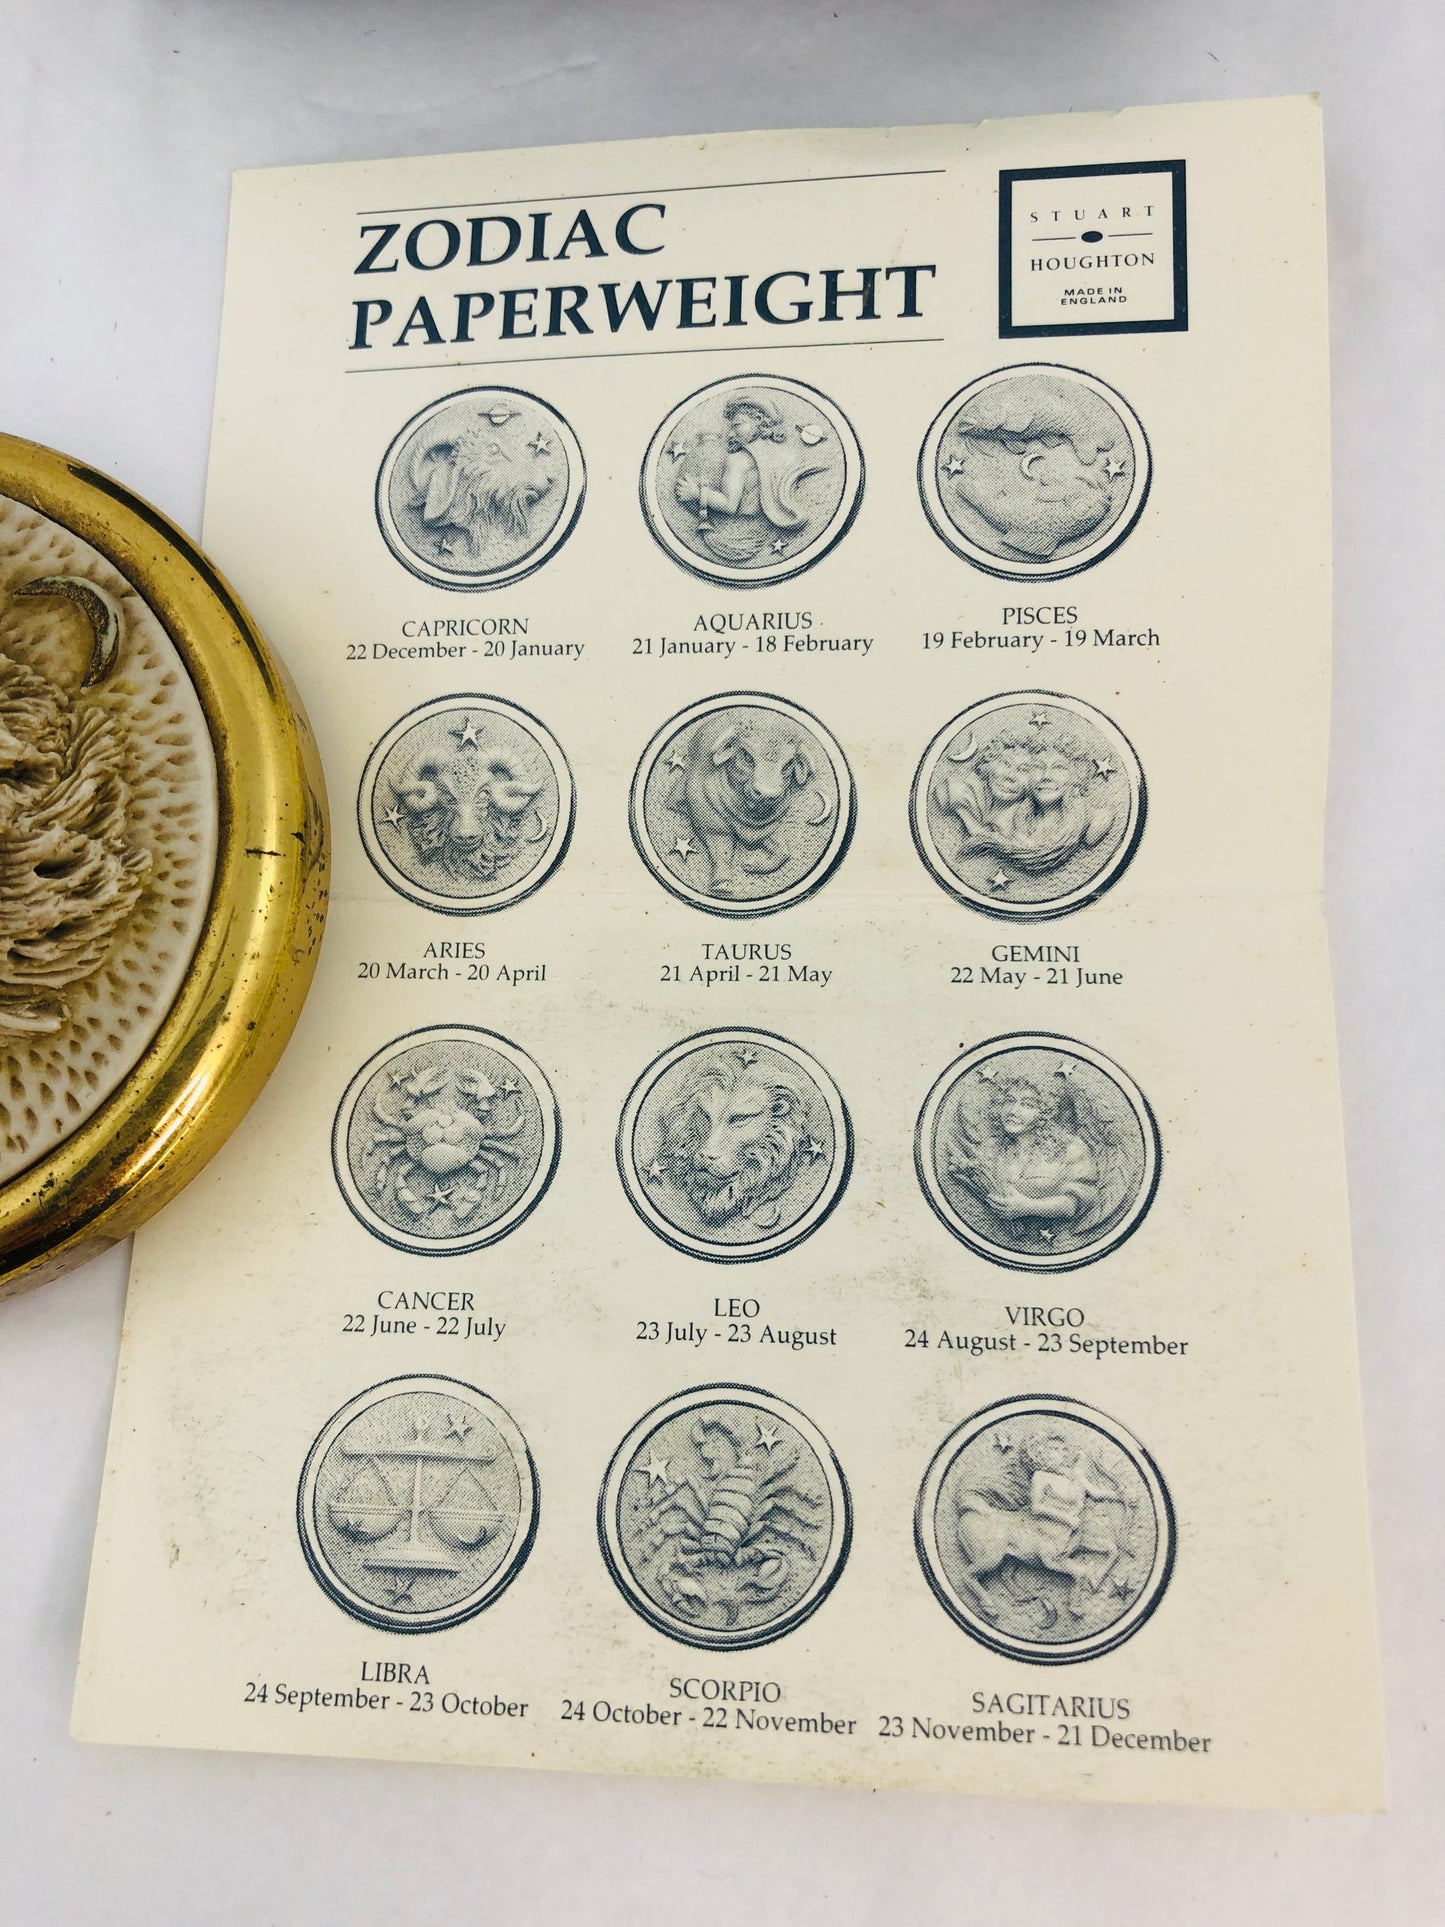 ZODIAC
PAPERWEIGHT
STUART
HOUGHTON
MADE IN
ENGLAND
CAPRICORN
22 December - 20 January
AQUARIUS
21 January - 18 February
PISCES
19 February - 19 March
ARIES
20 March - 20 April
TAURUS
21 April - 21 May
GEMINI
22 May - 21 June
CANCER
22 June - 22 July
LEO
23 July - 23 August
VIRGO
24 August - 23 September
LIBRA
24 September - 23 October
SCORPIO
24 October - 22 November
SAGITARIUS
23 November - 21 December